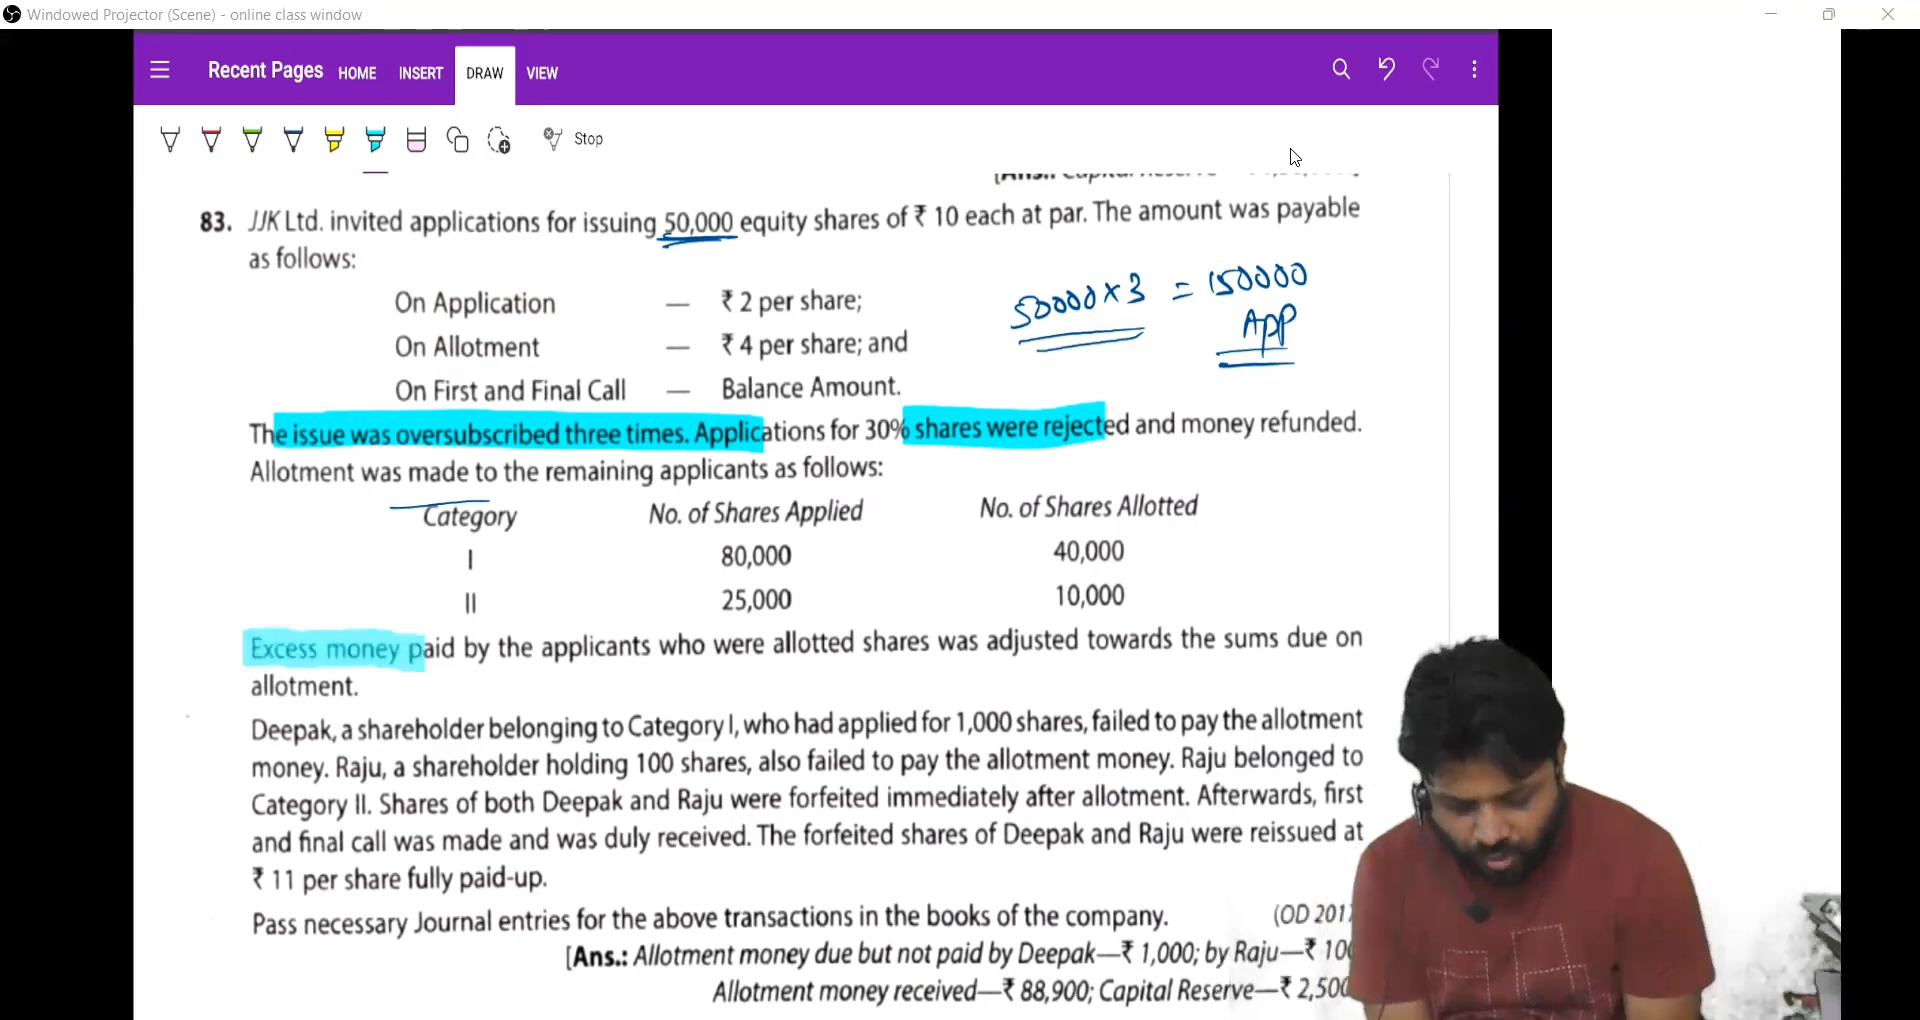 Windowed Projector (Scene) - online class window
Recent Pages HOME INSERT DRAW VIEW
Stop
83. JJK Ltd. invited applications for issuing 50,000 equity shares of ₹ 10 each at par. The amount was payable
as follows:
On Application — ₹ 2 per share;
On Allotment — ₹ 4 per share; and
On First and Final Call — Balance Amount.
50000 x 3 = 150000
APP
The issue was oversubscribed three times. Applications for 30% shares were rejected and money refunded.
Allotment was made to the remaining applicants as follows:
Category No. of Shares Applied No. of Shares Allotted
I 80,000 40,000
II 25,000 10,000
Excess money paid by the applicants who were allotted shares was adjusted towards the sums due on
allotment.
Deepak, a shareholder belonging to Category I, who had applied for 1,000 shares, failed to pay the allotment
money. Raju, a shareholder holding 100 shares, also failed to pay the allotment money. Raju belonged to
Category II. Shares of both Deepak and Raju were forfeited immediately after allotment. Afterwards, first
and final call was made and was duly received. The forfeited shares of Deepak and Raju were reissued at
₹ 11 per share fully paid-up.
Pass necessary Journal entries for the above transactions in the books of the company. (OD 201
[Ans.: Allotment money due but not paid by Deepak—₹ 1,000; by Raju—₹ 10
Allotment money received—₹ 88,900; Capital Reserve—₹ 2,500